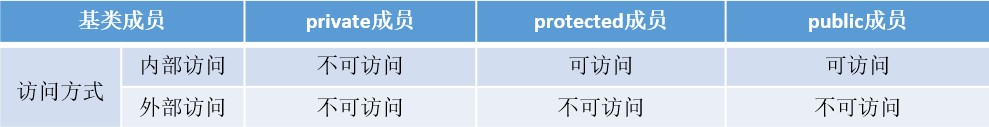 基类成员 private成员 protected成员 public成员
访问方式 内部访问 不可访问 可访问 可访问
外部访问 不可访问 不可访问 不可访问